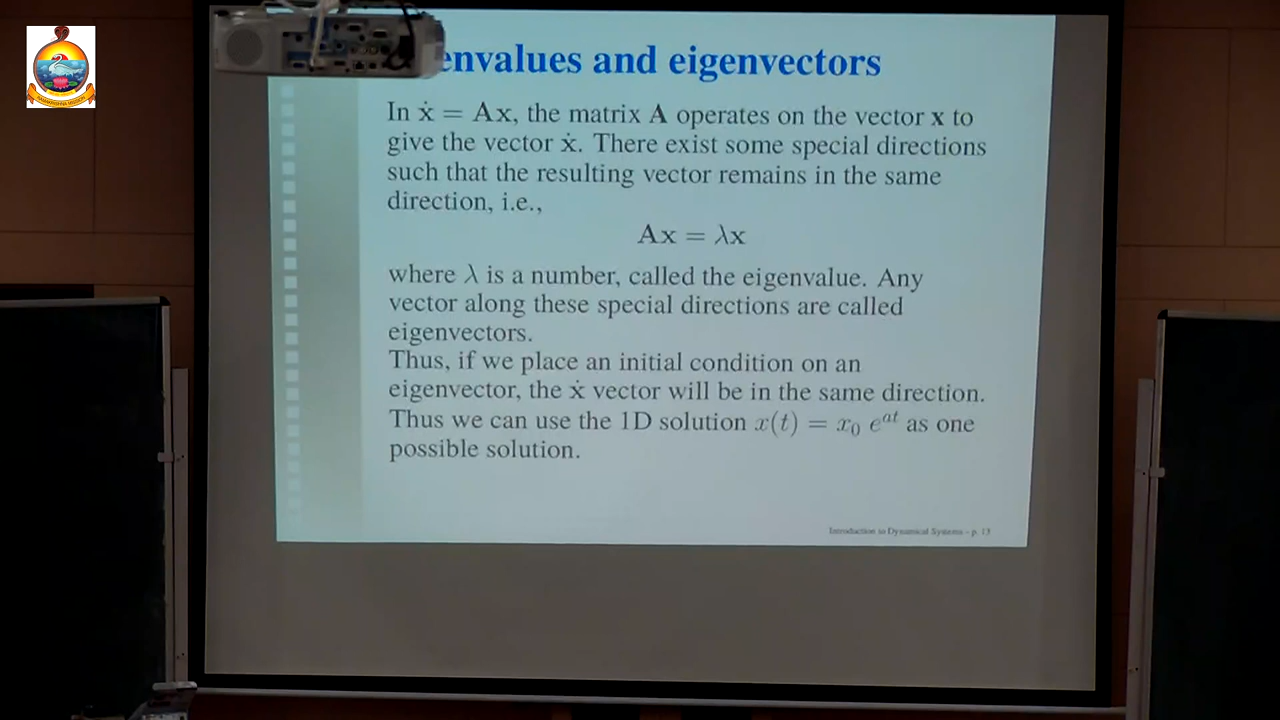 envalues and eigenvectors
In ẋ = Ax, the matrix A operates on the vector x to
give the vector ẋ. There exist some special directions
such that the resulting vector remains in the same
direction, i.e.,
Ax = λx
where λ is a number, called the eigenvalue. Any
vector along these special directions are called
eigenvectors.
Thus, if we place an initial condition on an
eigenvector, the ẋ vector will be in the same direction.
Thus we can use the 1D solution x(t) = x₀ eᵃᵗ as one
possible solution.
Introduction to Dynamical Systems – p. 13